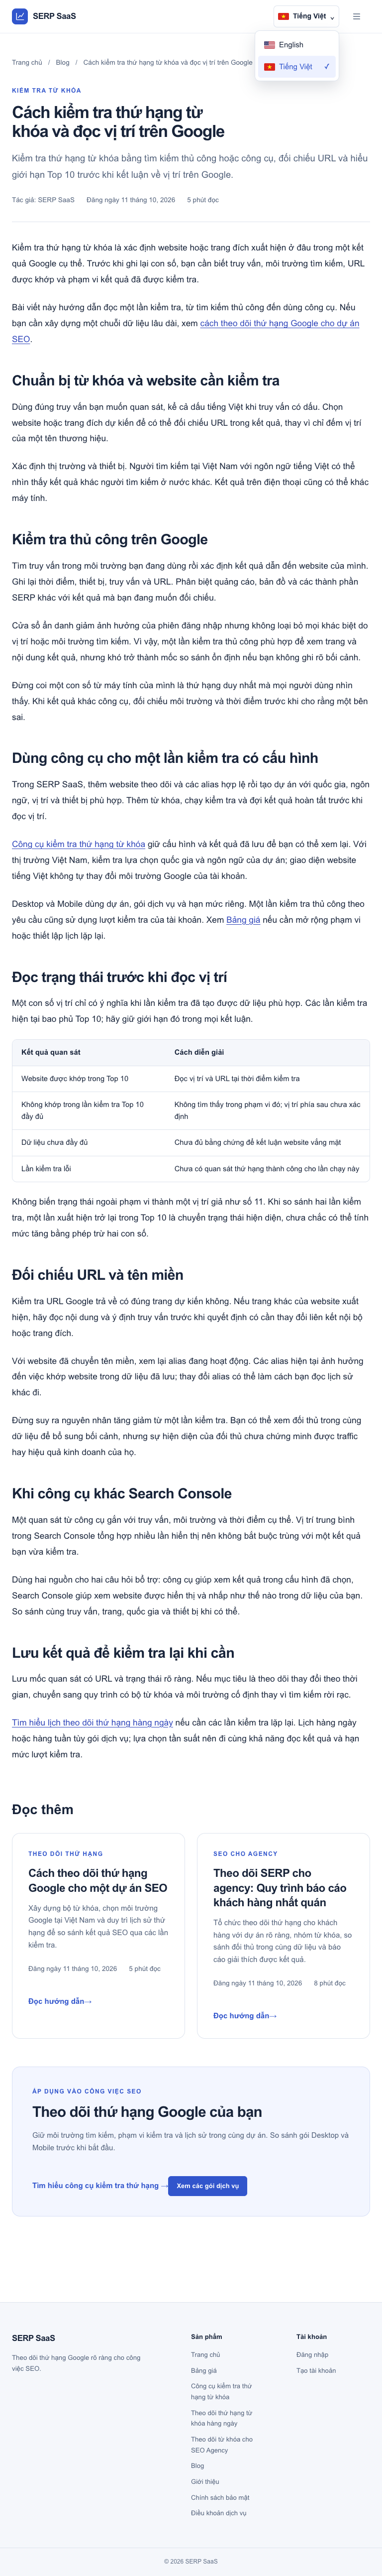 SERP SaaS
Tiếng Việt
English
Tiếng Việt ✓
Trang chủ / Blog / Cách kiểm tra thứ hạng từ khóa và đọc vị trí trên Google
KIỂM TRA TỪ KHÓA
Cách kiểm tra thứ hạng từ
khóa và đọc vị trí trên Google
Kiểm tra thứ hạng từ khóa bằng tìm kiếm thủ công hoặc công cụ, đối chiếu URL và hiểu
giới hạn Top 10 trước khi kết luận về vị trí trên Google.
Tác giả: SERP SaaS Đăng ngày 11 tháng 10, 2026 5 phút đọc
Kiểm tra thứ hạng từ khóa là xác định website hoặc trang đích xuất hiện ở đâu trong một kết
quả Google cụ thể. Trước khi ghi lại con số, bạn cần biết truy vấn, môi trường tìm kiếm, URL
được khớp và phạm vi kết quả đã được kiểm tra.
Bài viết này hướng dẫn đọc một lần kiểm tra, từ tìm kiếm thủ công đến dùng công cụ. Nếu
bạn cần xây dựng một chuỗi dữ liệu lâu dài, xem cách theo dõi thứ hạng Google cho dự án
SEO.
Chuẩn bị từ khóa và website cần kiểm tra
Dùng đúng truy vấn bạn muốn quan sát, kể cả dấu tiếng Việt khi truy vấn có dấu. Chọn
website hoặc trang đích dự kiến để có thể đối chiếu URL trong kết quả, thay vì chỉ đếm vị trí
của một tên thương hiệu.
Xác định thị trường và thiết bị. Người tìm kiếm tại Việt Nam với ngôn ngữ tiếng Việt có thể
nhìn thấy kết quả khác người tìm kiếm ở nước khác. Kết quả trên điện thoại cũng có thể khác
máy tính.
Kiểm tra thủ công trên Google
Tìm truy vấn trong môi trường bạn đang dùng rồi xác định kết quả dẫn đến website của mình.
Ghi lại thời điểm, thiết bị, truy vấn và URL. Phân biệt quảng cáo, bản đồ và các thành phần
SERP khác với kết quả mà bạn đang muốn đối chiếu.
Cửa sổ ẩn danh giảm ảnh hưởng của phiên đăng nhập nhưng không loại bỏ mọi khác biệt do
vị trí hoặc môi trường tìm kiếm. Vì vậy, một lần kiểm tra thủ công phù hợp để xem trang và
nội dung kết quả, nhưng khó trở thành mốc so sánh ổn định nếu bạn không ghi rõ bối cảnh.
Đừng coi một con số từ máy tính của mình là thứ hạng duy nhất mà mọi người dùng nhìn
thấy. Khi kết quả khác công cụ, đối chiếu môi trường và thời điểm trước khi cho rằng một bên
sai.
Dùng công cụ cho một lần kiểm tra có cấu hình
Trong SERP SaaS, thêm website theo dõi và các alias hợp lệ rồi tạo dự án với quốc gia, ngôn
ngữ, vị trí và thiết bị phù hợp. Thêm từ khóa, chạy kiểm tra và đợi kết quả hoàn tất trước khi
đọc vị trí.
Công cụ kiểm tra thứ hạng từ khóa giữ cấu hình và kết quả đã lưu để bạn có thể xem lại. Với
thị trường Việt Nam, kiểm tra lựa chọn quốc gia và ngôn ngữ của dự án; giao diện website
tiếng Việt không tự thay đổi môi trường Google của tài khoản.
Desktop và Mobile dùng dự án, gói dịch vụ và hạn mức riêng. Một lần kiểm tra thủ công theo
yêu cầu cũng sử dụng lượt kiểm tra của tài khoản. Xem Bảng giá nếu cần mở rộng phạm vi
hoặc thiết lập lịch lặp lại.
Đọc trạng thái trước khi đọc vị trí
Một con số vị trí chỉ có ý nghĩa khi lần kiểm tra đã tạo được dữ liệu phù hợp. Các lần kiểm tra
hiện tại bao phủ Top 10; hãy giữ giới hạn đó trong mọi kết luận.
Kết quả quan sát Cách diễn giải
Website được khớp trong Top 10 Đọc vị trí và URL tại thời điểm kiểm tra
Không khớp trong lần kiểm tra Top 10 Không tìm thấy trong phạm vi đó; vị trí phía sau chưa xác
đầy đủ định
Dữ liệu chưa đầy đủ Chưa đủ bằng chứng để kết luận website vắng mặt
Lần kiểm tra lỗi Chưa có quan sát thứ hạng thành công cho lần chạy này
Không biến trạng thái ngoài phạm vi thành một vị trí giả như số 11. Khi so sánh hai lần kiểm
tra, một lần xuất hiện trở lại trong Top 10 là chuyển trạng thái hiện diện, chưa chắc có thể tính
mức tăng bằng phép trừ hai con số.
Đối chiếu URL và tên miền
Kiểm tra URL Google trả về có đúng trang dự kiến không. Nếu trang khác của website xuất
hiện, hãy đọc nội dung và ý định truy vấn trước khi quyết định có cần thay đổi liên kết nội bộ
hoặc trang đích.
Với website đã chuyển tên miền, xem lại alias đang hoạt động. Các alias hiện tại ảnh hưởng
đến việc khớp website trong dữ liệu đã lưu; thay đổi alias có thể làm cách bạn đọc lịch sử
khác đi.
Đừng suy ra nguyên nhân tăng giảm từ một lần kiểm tra. Bạn có thể xem đối thủ trong cùng
dữ liệu để bổ sung bối cảnh, nhưng sự hiện diện của đối thủ chưa chứng minh được traffic
hay hiệu quả kinh doanh của họ.
Khi công cụ khác Search Console
Một quan sát từ công cụ gắn với truy vấn, môi trường và thời điểm cụ thể. Vị trí trung bình
trong Search Console tổng hợp nhiều lần hiển thị nên không bắt buộc trùng với một kết quả
bạn vừa kiểm tra.
Dùng hai nguồn cho hai câu hỏi bổ trợ: công cụ giúp xem kết quả trong cấu hình đã chọn,
Search Console giúp xem website được hiển thị và nhấp như thế nào trong dữ liệu của bạn.
So sánh cùng truy vấn, trang, quốc gia và thiết bị khi có thể.
Lưu kết quả để kiểm tra lại khi cần
Lưu mốc quan sát có URL và trạng thái rõ ràng. Nếu mục tiêu là theo dõi thay đổi theo thời
gian, chuyển sang quy trình có bộ từ khóa và môi trường cố định thay vì tìm kiếm rời rạc.
Tìm hiểu lịch theo dõi thứ hạng hàng ngày nếu cần các lần kiểm tra lặp lại. Lịch hàng ngày
hoặc hàng tuần tùy gói dịch vụ; lựa chọn tần suất nên đi cùng khả năng đọc kết quả và hạn
mức lượt kiểm tra.
Đọc thêm
THEO DÕI THỨ HẠNG
Cách theo dõi thứ hạng
Google cho một dự án SEO
Xây dựng bộ từ khóa, chọn môi trường
Google tại Việt Nam và duy trì lịch sử thứ
hạng để so sánh kết quả SEO qua các lần
kiểm tra.
Đăng ngày 11 tháng 10, 2026 5 phút đọc
Đọc hướng dẫn→
SEO CHO AGENCY
Theo dõi SEO cho
agency: Quy trình báo cáo
khách hàng nhất quán
Tổ chức theo dõi thứ hạng cho khách
hàng với dự án rõ ràng, nhóm từ khóa, so
sánh đối thủ trong cùng dữ liệu và báo
cáo giải thích được kết quả.
Đăng ngày 11 tháng 10, 2026 8 phút đọc
Đọc hướng dẫn→
ÁP DỤNG VÀO CÔNG VIỆC SEO
Theo dõi thứ hạng Google của bạn
Giữ môi trường tìm kiếm, phạm vi kiểm tra và lịch sử trong cùng dự án. So sánh gói Desktop và
Mobile trước khi bắt đầu.
Tìm hiểu công cụ kiểm tra thứ hạng → Xem các gói dịch vụ
SERP SaaS
Theo dõi thứ hạng Google rõ ràng cho công
việc SEO.
Sản phẩm
Trang chủ
Bảng giá
Công cụ kiểm tra thứ
hạng từ khóa
Theo dõi thứ hạng từ
khóa hàng ngày
Theo dõi từ khóa cho
SEO Agency
Blog
Giới thiệu
Chính sách bảo mật
Điều khoản dịch vụ
Tài khoản
Đăng nhập
Tạo tài khoản
© 2026 SERP SaaS